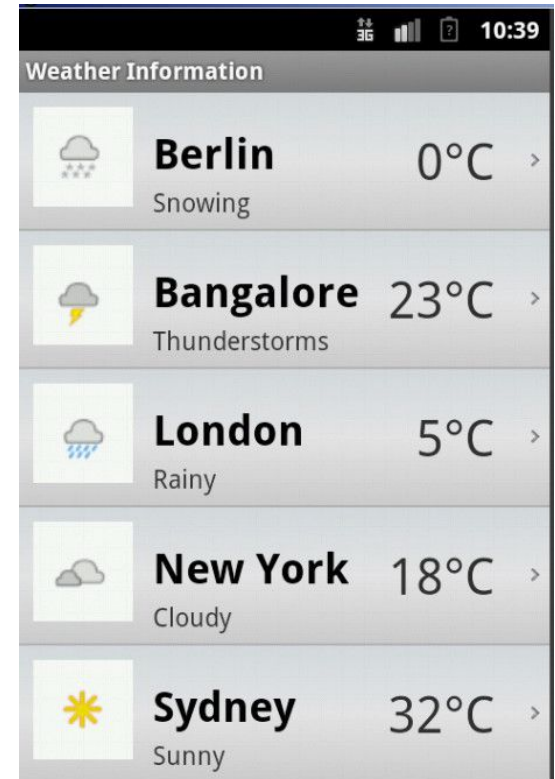 3G 10:39
Weather Information
Berlin 0°C
Snowing
Bangalore 23°C
Thunderstorms
London 5°C
Rainy
New York 18°C
Cloudy
Sydney 32°C
Sunny